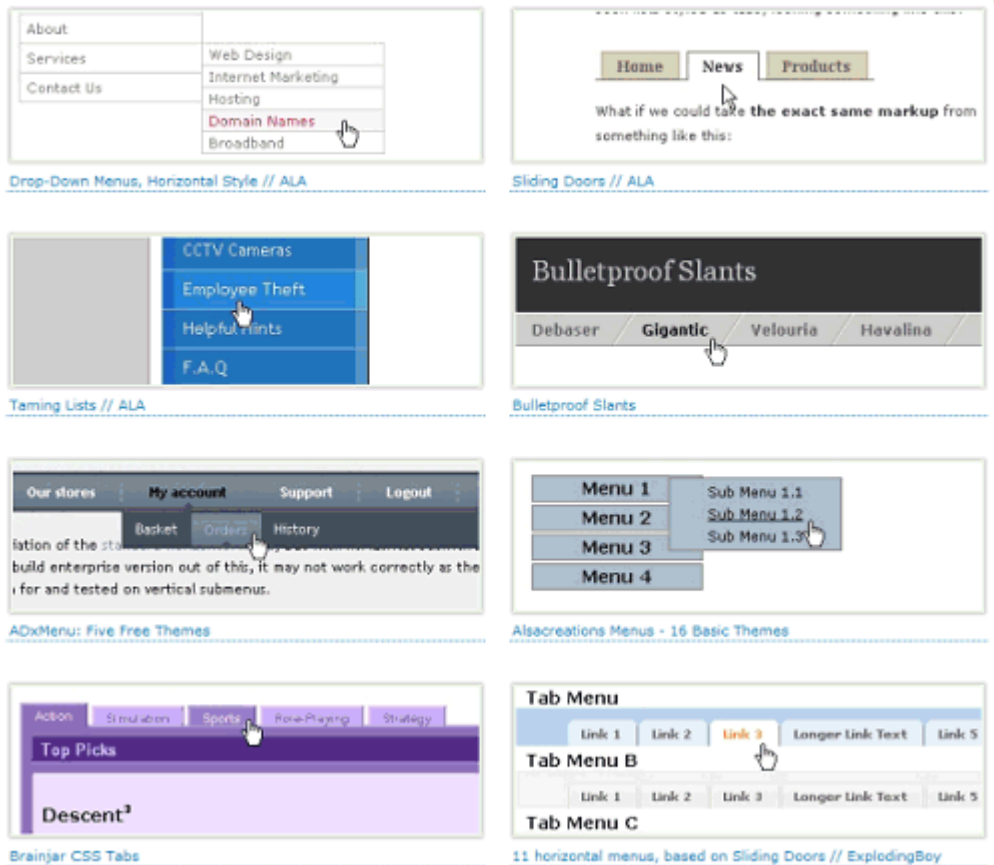 About
Services
Contact Us
Web Design
Internet Marketing
Hosting
Domain Names
Broadband
Drop-Down Menus, Horizontal Style // ALA
Home News Products
What if we could take the exact same markup from
something like this:
Sliding Doors // ALA
CCTV Cameras
Employee Theft
Helpful Hints
F.A.Q
Taming Lists // ALA
Bulletproof Slants
Debaser Gigantic Velouria Havalina
Bulletproof Slants
Our stores My account Support Logout
Basket Orders History
iation of the
build enterprise version out of this, it may not work correctly as the
for and tested on vertical submenus.
ADxMenu: Five Free Themes
Menu 1
Menu 2
Menu 3
Menu 4
Sub Menu 1.1
Sub Menu 1.2
Sub Menu 1.3
Alsacreations Menus - 16 Basic Themes
Action Simulation Sports Role-Playing Strategy
Top Picks
Descent³
Brainjar CSS Tabs
Tab Menu
Link 1 Link 2 Link 3 Longer Link Text Link 5
Tab Menu B
Link 1 Link 2 Link 3 Longer Link Text Link 5
Tab Menu C
11 horizontal menus, based on Sliding Doors // ExplodingBoy